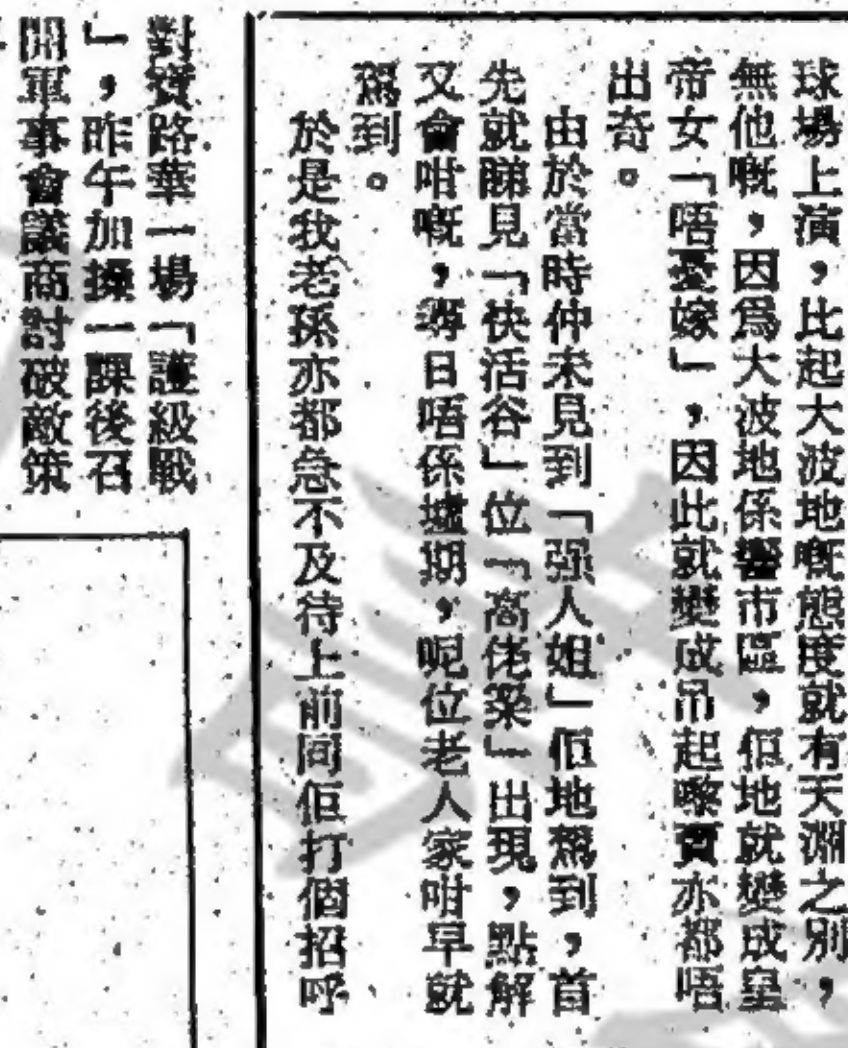 球場上演，比起大波地嘅態度就有天淵之別，
無他嘅，因爲大波地係響市區，佢地就變成皇
帝女「唔憂嫁」，因此就變成吊起嚟賣亦都唔
出奇。
由於當時仲未見到「强人姐」佢地駕到，首
先就睇見「快活谷」位「高佬梁」出現，點解
又會咁嘅，尋日唔係墟期，呢位老人家咁早就
駕到。
於是我老孫亦都急不及待上前同佢打個招呼
對寶路華一場「護級戰
」，昨午加操一課後召
開軍事會議商討破敵策